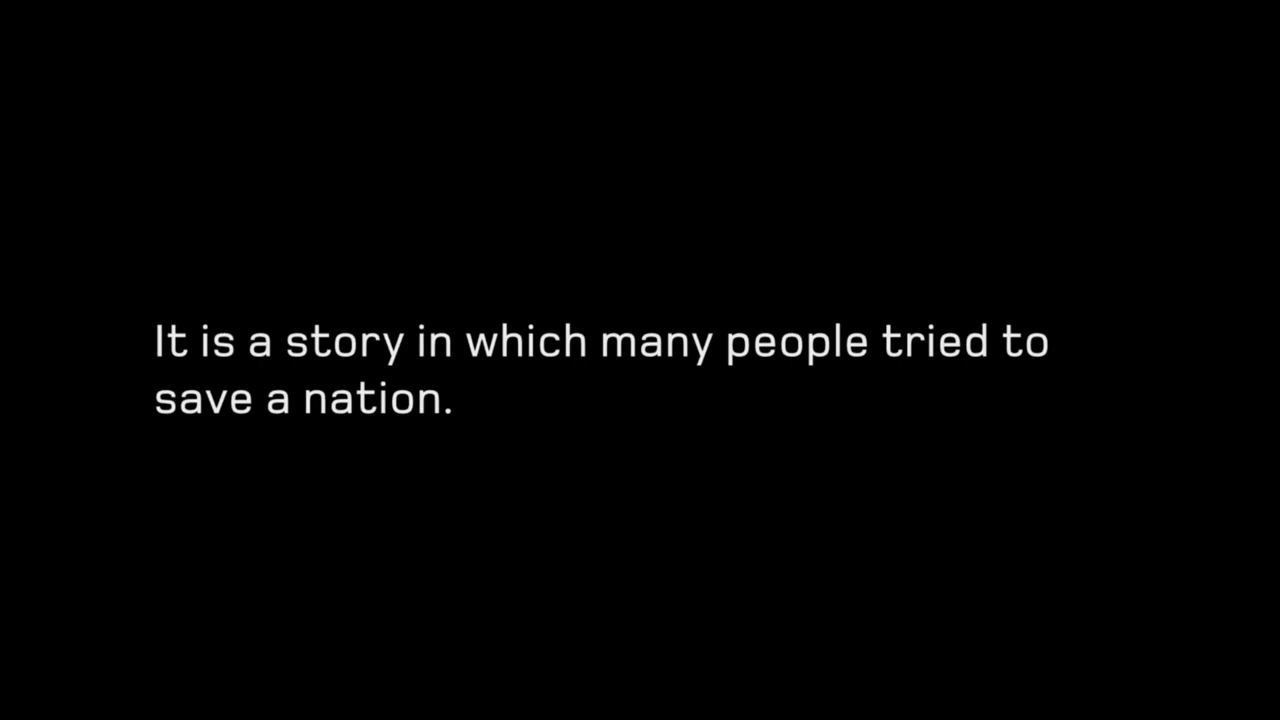 It is a story in which many people tried to
save a nation.